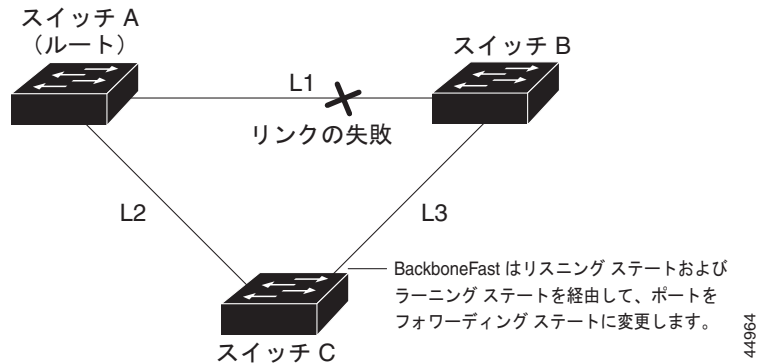 スイッチ A
（ルート）
スイッチ B
L1
リンクの失敗
L2
L3
BackboneFast はリスニング ステートおよび
ラーニング ステートを経由して、ポートを
フォワーディング ステートに変更します。
スイッチ C
44964